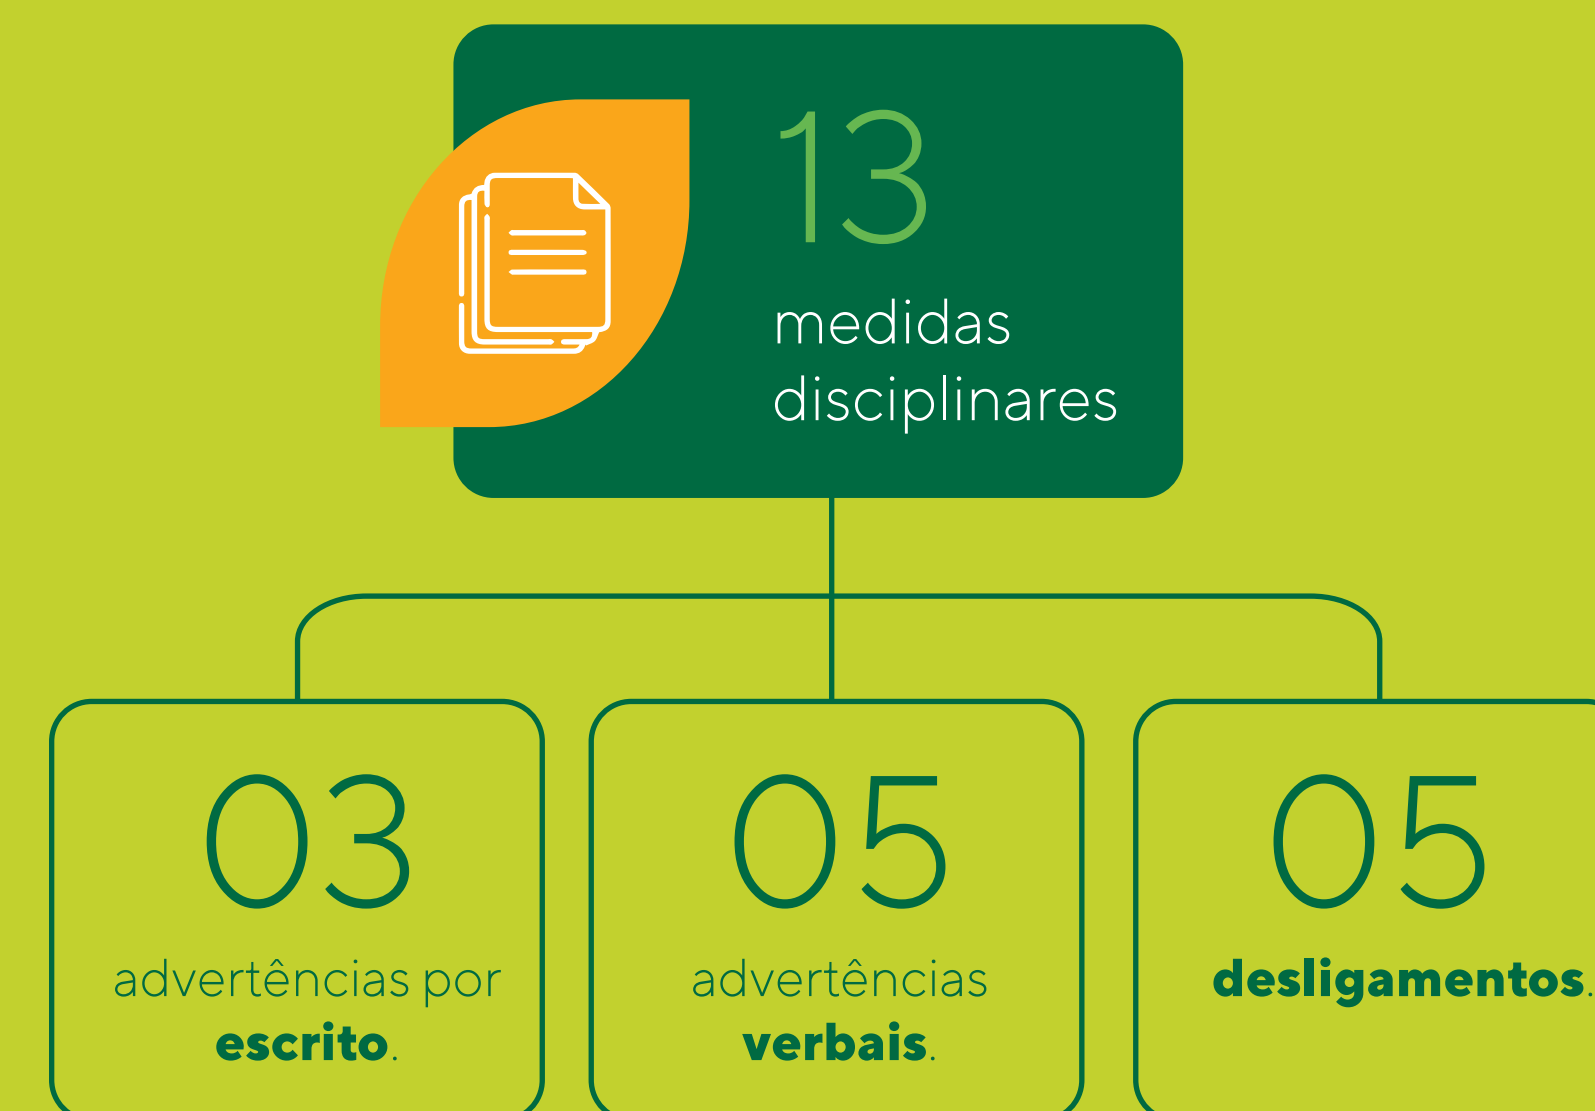 13
medidas
disciplinares
03
advertências por
escrito.
05
advertências
verbais.
05
desligamentos.